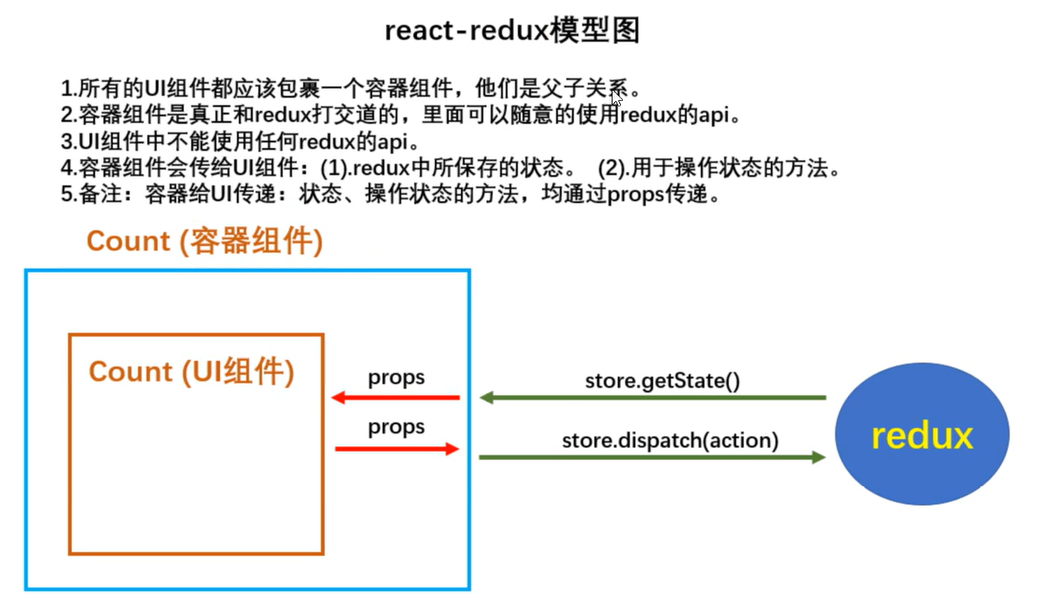 react-redux模型图
1.所有的UI组件都应该包裹一个容器组件，他们是父子关系。
2.容器组件是真正和redux打交道的，里面可以随意的使用redux的api。
3.UI组件中不能使用任何redux的api。
4.容器组件会传给UI组件：(1).redux中所保存的状态。 (2).用于操作状态的方法。
5.备注：容器给UI传递：状态、操作状态的方法，均通过props传递。
Count (容器组件)
Count (UI组件)
props
props
store.getState()
store.dispatch(action)
redux